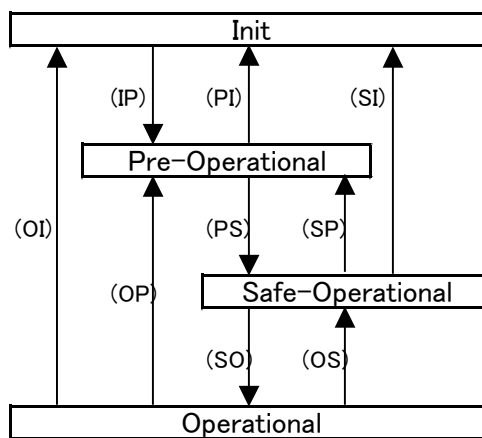 Init
(IP) (PI) (SI)
Pre-Operational
(OI) (PS) (SP)
(OP) Safe-Operational
(SO) (OS)
Operational